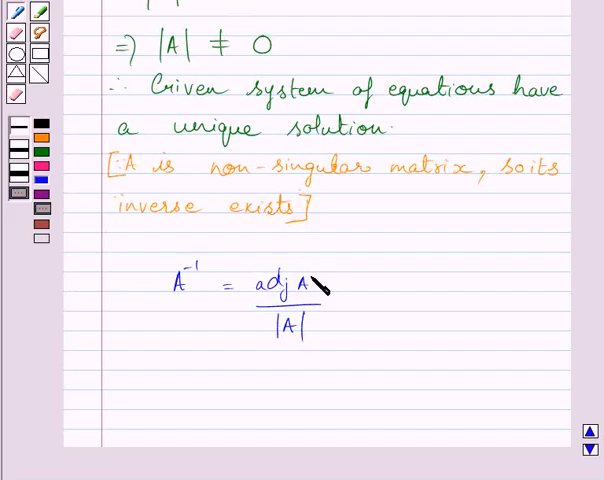 ⇒ |A| ≠ 0
∴ Given system of equations have
a unique solution.
[∵ A is non-singular matrix, so its
inverse exists]
A⁻¹ = adj A
|A|